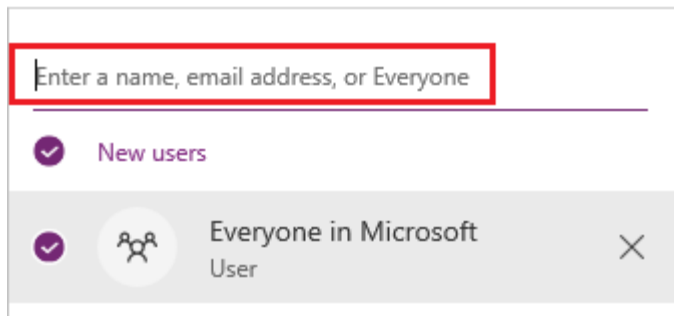 Enter a name, email address, or Everyone
New users
Everyone in Microsoft
User